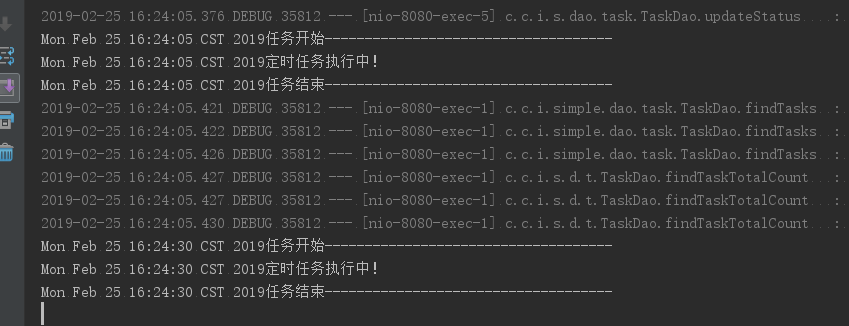 2019-02-25 16:24:05.376 DEBUG 35812 --- [nio-8080-exec-5] c.c.i.s.dao.task.TaskDao.updateStatus :
Mon Feb 25 16:24:05 CST 2019任务开始------------------------------------
Mon Feb 25 16:24:05 CST 2019定时任务执行中!
Mon Feb 25 16:24:05 CST 2019任务结束------------------------------------
2019-02-25 16:24:05.421 DEBUG 35812 --- [nio-8080-exec-1] c.c.i.simple.dao.task.TaskDao.findTasks :
2019-02-25 16:24:05.422 DEBUG 35812 --- [nio-8080-exec-1] c.c.i.simple.dao.task.TaskDao.findTasks :
2019-02-25 16:24:05.426 DEBUG 35812 --- [nio-8080-exec-1] c.c.i.simple.dao.task.TaskDao.findTasks :
2019-02-25 16:24:05.427 DEBUG 35812 --- [nio-8080-exec-1] c.c.i.s.d.t.TaskDao.findTaskTotalCount :
2019-02-25 16:24:05.427 DEBUG 35812 --- [nio-8080-exec-1] c.c.i.s.d.t.TaskDao.findTaskTotalCount :
2019-02-25 16:24:05.430 DEBUG 35812 --- [nio-8080-exec-1] c.c.i.s.d.t.TaskDao.findTaskTotalCount :
Mon Feb 25 16:24:30 CST 2019任务开始------------------------------------
Mon Feb 25 16:24:30 CST 2019定时任务执行中!
Mon Feb 25 16:24:30 CST 2019任务结束------------------------------------